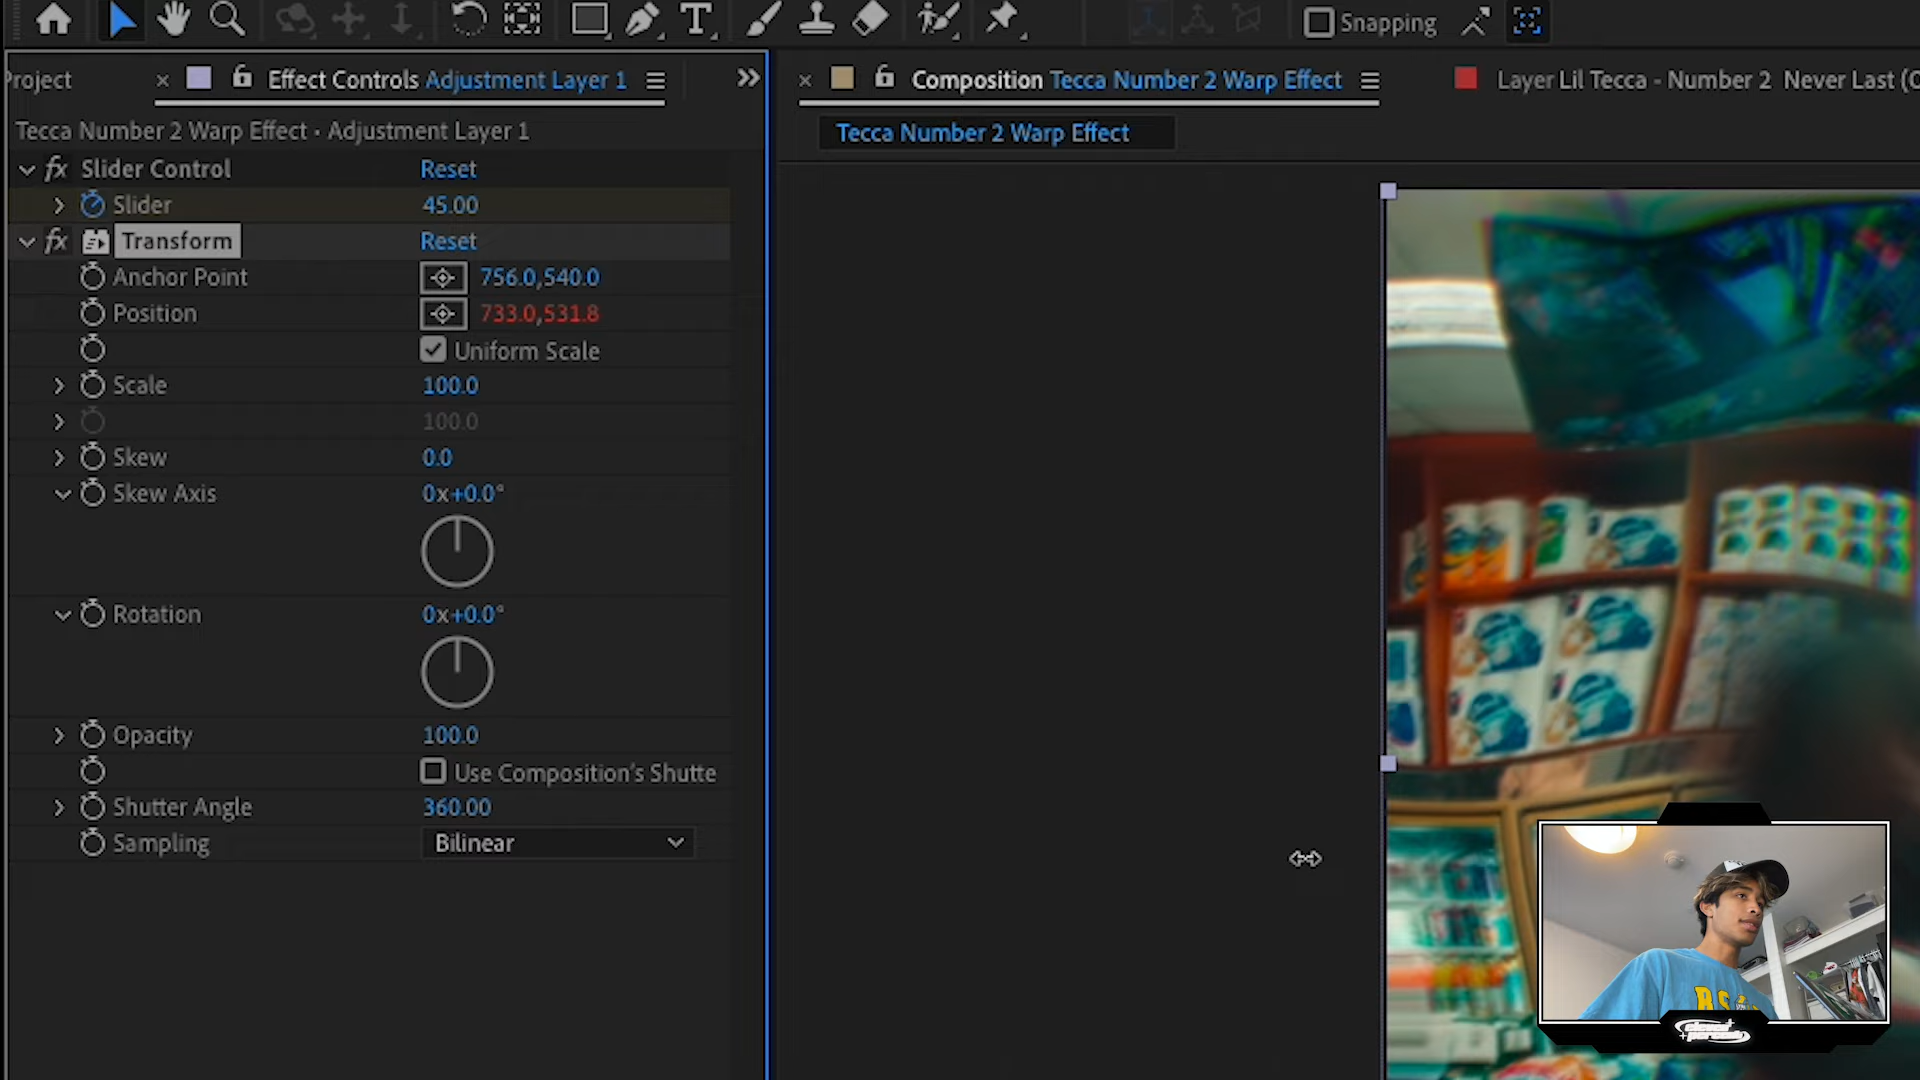 Snapping
Project
Effect Controls Adjustment Layer 1
Composition Tecca Number 2 Warp Effect
Layer Lil Tecca - Number 2 Never Last (
Tecca Number 2 Warp Effect • Adjustment Layer 1
Tecca Number 2 Warp Effect
fx Slider Control Reset
Slider 45.00
fx Transform Reset
Anchor Point 756.0,540.0
Position 733.0,531.8
Uniform Scale
Scale 100.0
100.0
Skew 0.0
Skew Axis 0x+0.0°
Rotation 0x+0.0°
Opacity 100.0
Use Composition's Shutte
Shutter Angle 360.00
Sampling Bilinear